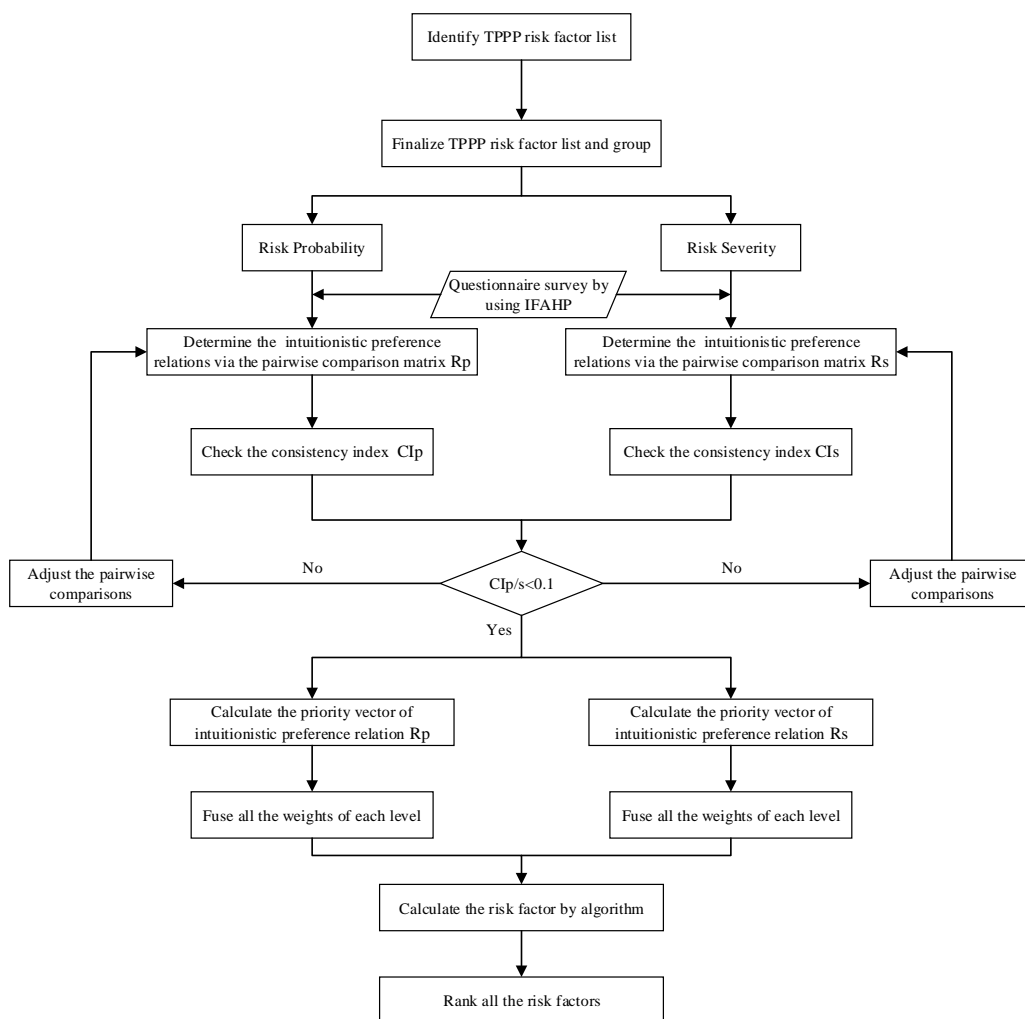 Identify TPPP risk factor list
Finalize TPPP risk factor list and group
Risk Probability
Risk Severity
Questionnaire survey by
using IFAHP
Determine the intuitionistic preference
relations via the pairwise comparison matrix Rp
Determine the intuitionistic preference
relations via the pairwise comparison matrix Rs
Check the consistency index CIp
Check the consistency index CIs
Adjust the pairwise
comparisons
No
CIp/s<0.1
No
Adjust the pairwise
comparisons
Yes
Calculate the priority vector of
intuitionistic preference relation Rp
Calculate the priority vector of
intuitionistic preference relation Rs
Fuse all the weights of each level
Fuse all the weights of each level
Calculate the risk factor by algorithm
Rank all the risk factors